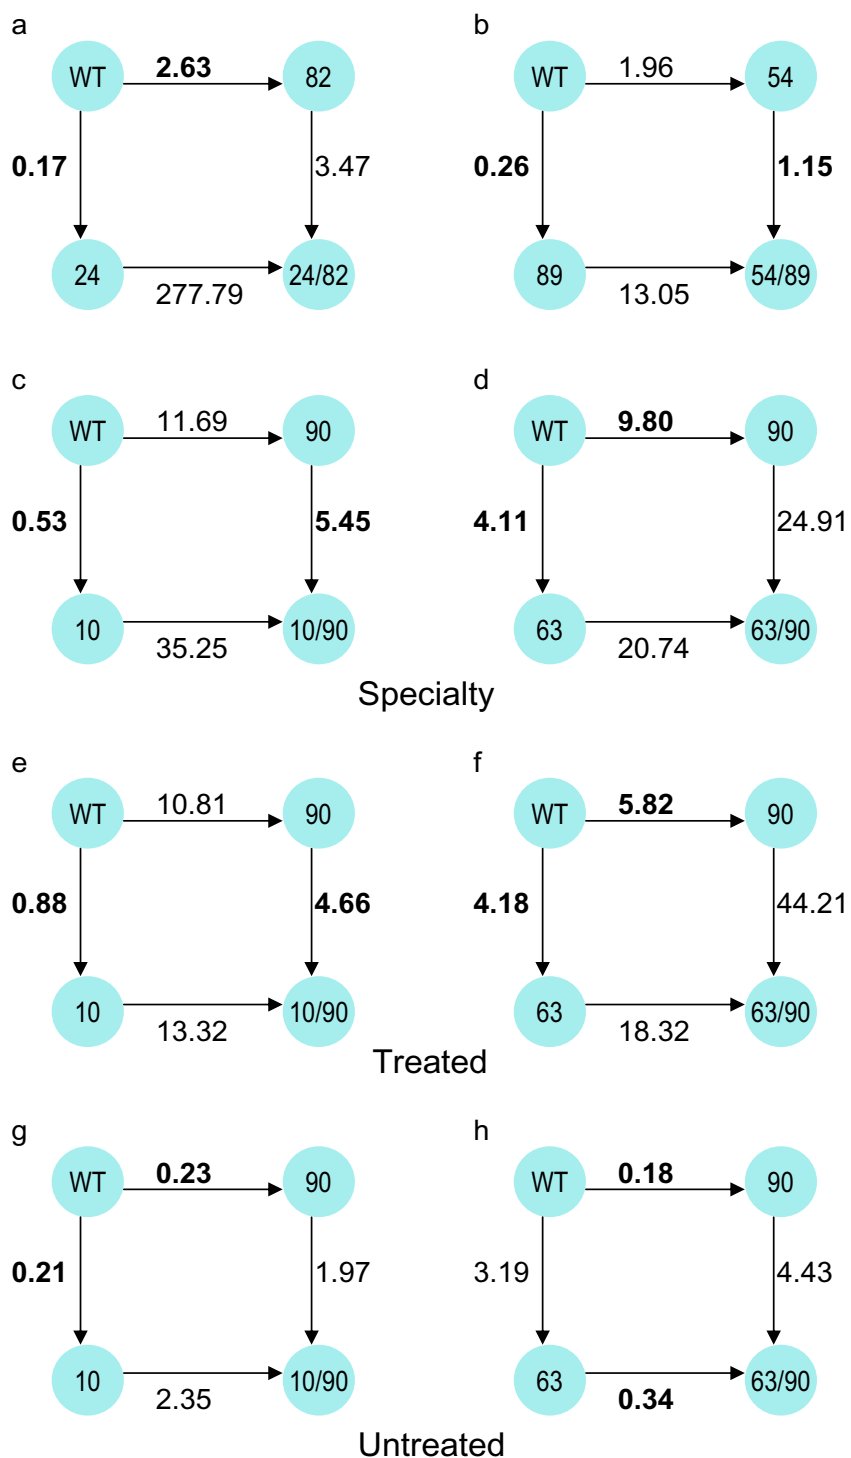 a b
WT 2.63 82 WT 1.96 54
0.17 3.47 0.26 1.15
24 277.79 24/82 89 13.05 54/89
c d
WT 11.69 90 WT 9.80 90
0.53 5.45 4.11 24.91
10 35.25 10/90 63 20.74 63/90
Specialty
e f
WT 10.81 90 WT 5.82 90
0.88 4.66 4.18 44.21
10 13.32 10/90 63 18.32 63/90
Treated
g h
WT 0.23 90 WT 0.18 90
0.21 1.97 3.19 4.43
10 2.35 10/90 63 0.34 63/90
Untreated